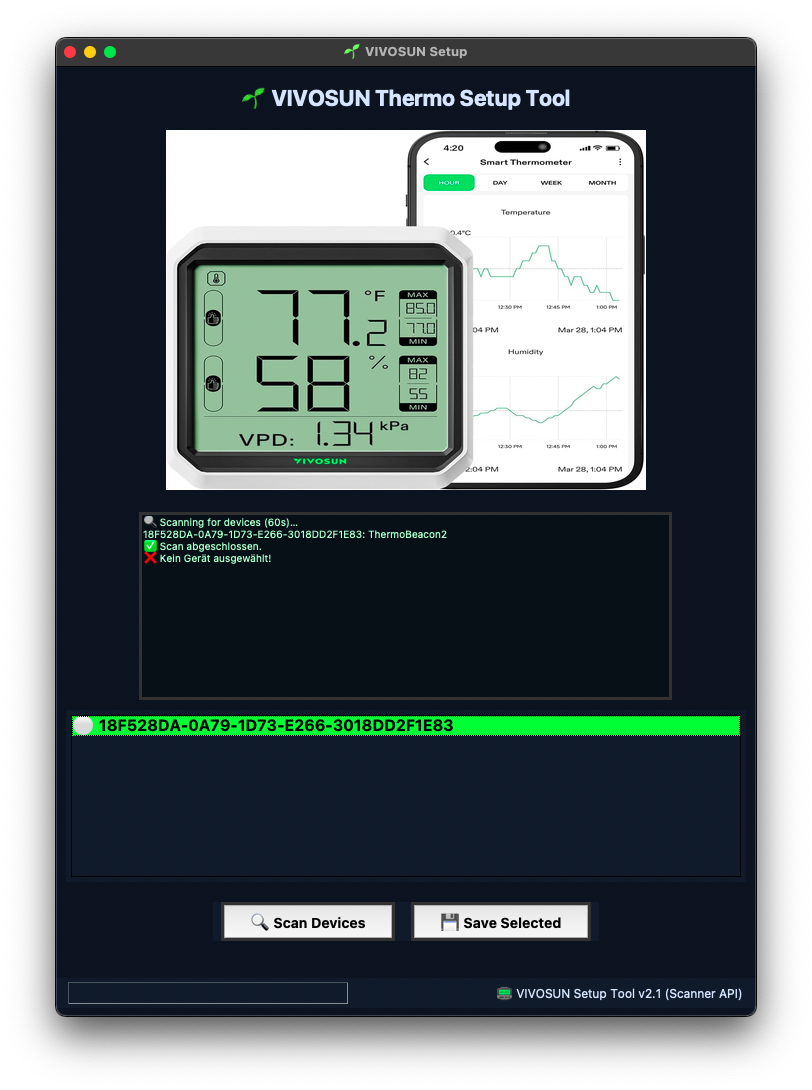 VIVOSUN Setup
VIVOSUN Thermo Setup Tool
4:20
Smart Thermometer
HOUR DAY WEEK MONTH
Temperature
0.4°C
12:30 PM 12:45 PM 1:00 PM
04 PM Mar 28, 1:04 PM
Humidity
12:30 PM 12:45 PM 1:00 PM
2:04 PM Mar 28, 1:04 PM
77.2 °F
MAX
85.0
77.0
MIN
58 %
MAX
82
55
MIN
VPD: 1.34 kPa
VIVOSUN
Scanning for devices (60s)...
18F528DA-0A79-1D73-E266-3018DD2F1E83: ThermoBeacon2
Scan abgeschlossen.
Kein Gerät ausgewählt!
18F528DA-0A79-1D73-E266-3018DD2F1E83
Scan Devices
Save Selected
VIVOSUN Setup Tool v2.1 (Scanner API)